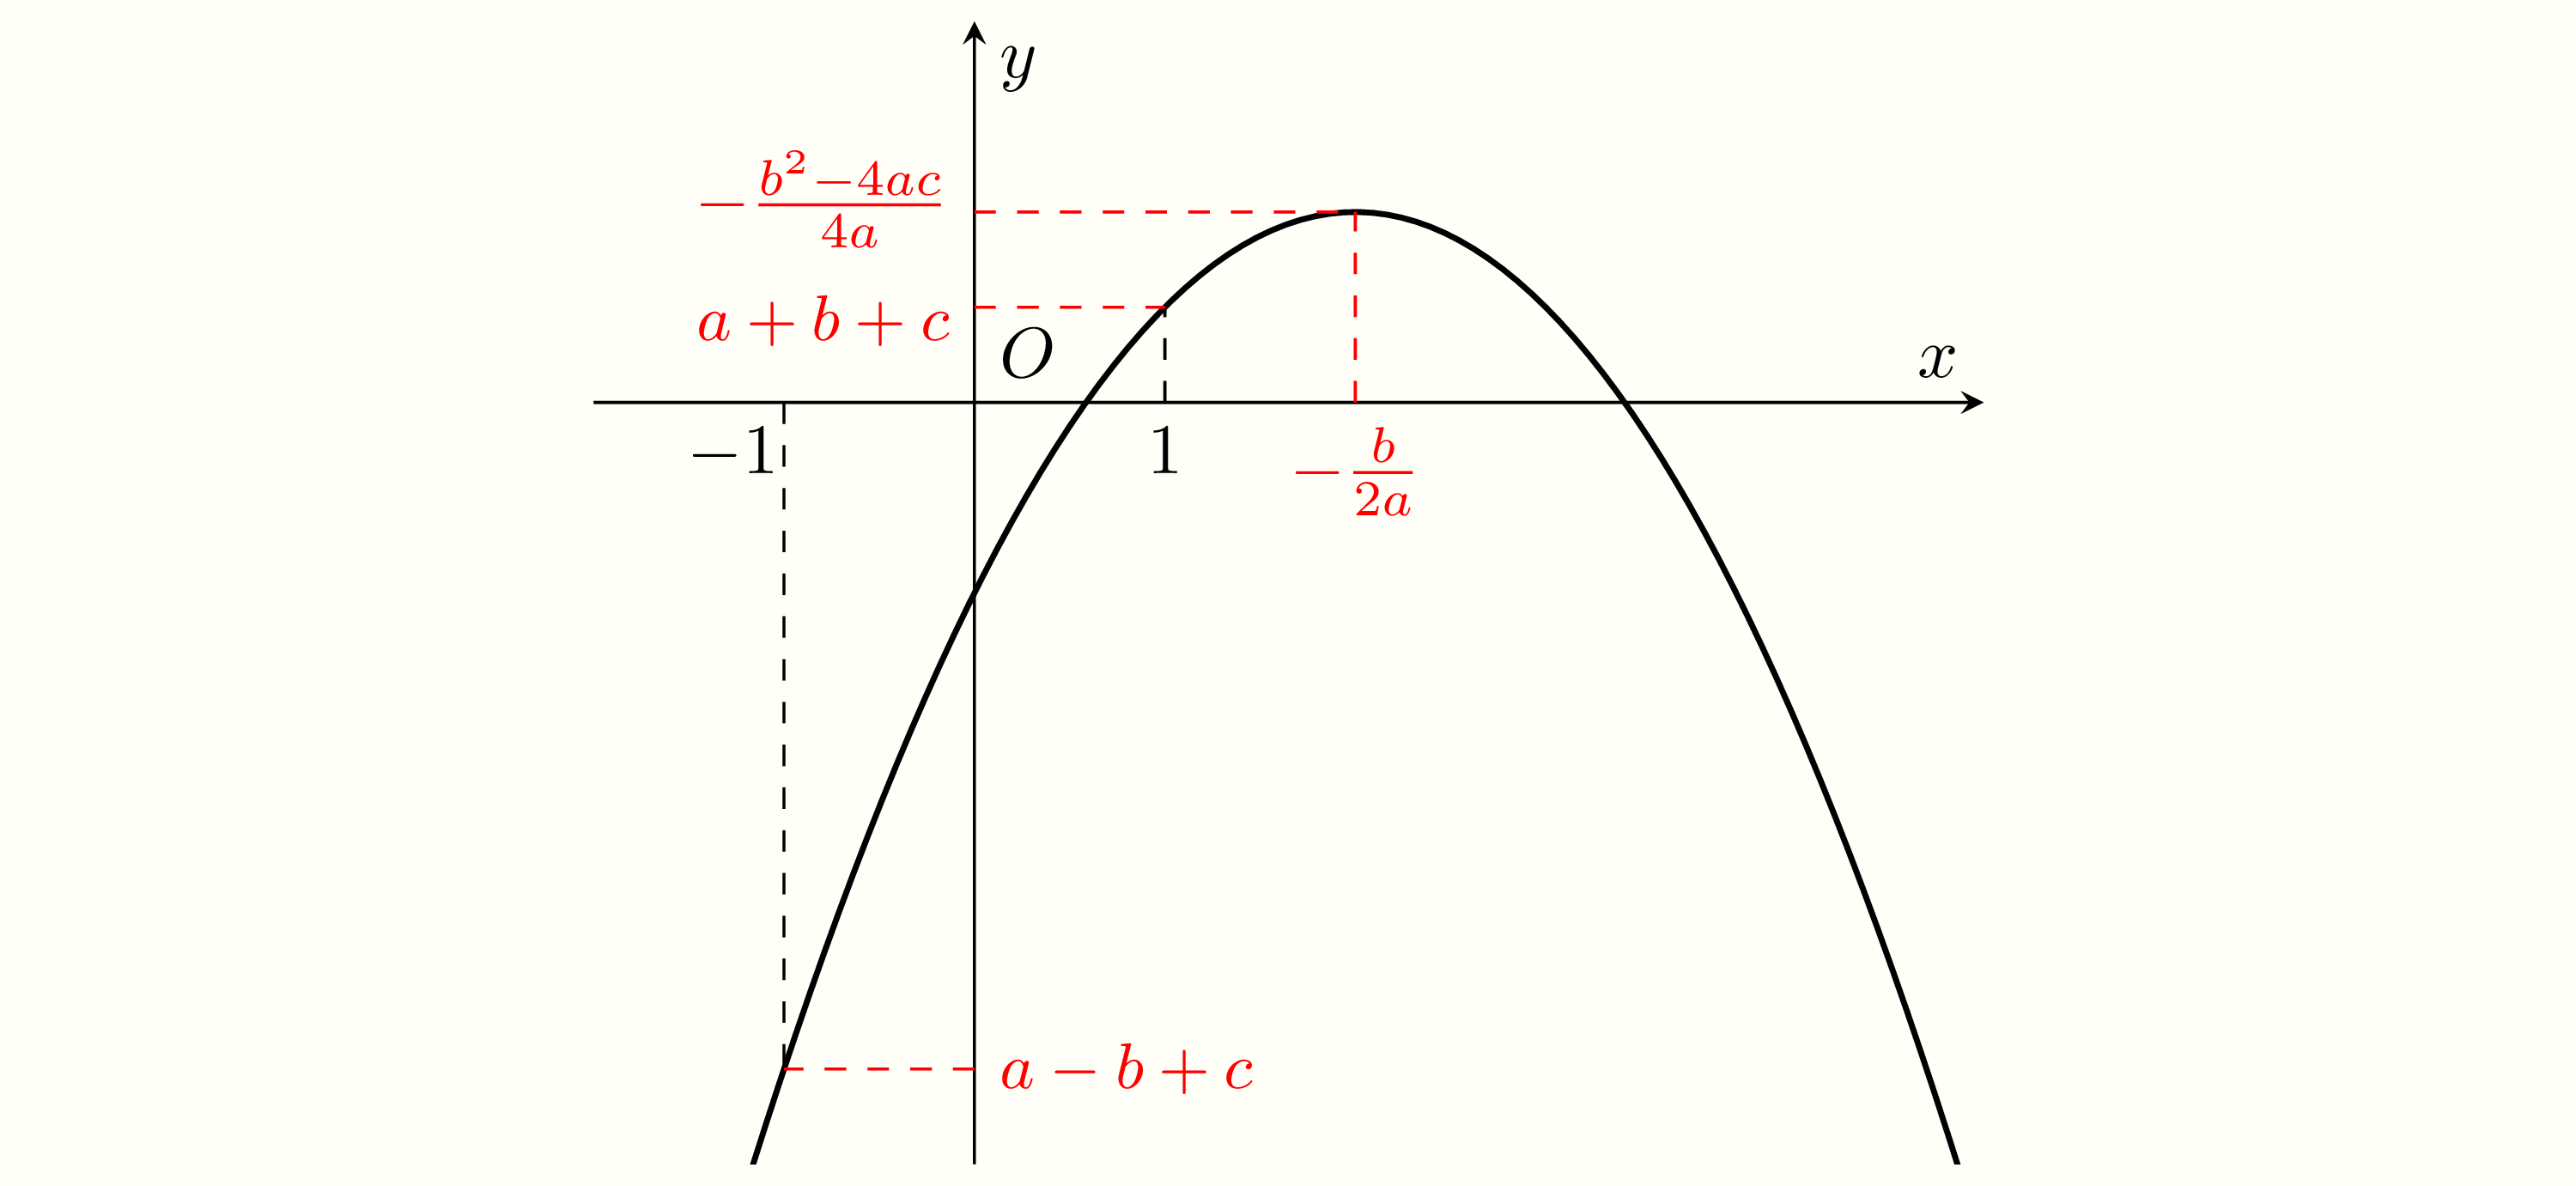 y
−\frac{b^2−4ac}{4a}
a + b + c
O
x
−1
1
−\frac{b}{2a}
a − b + c